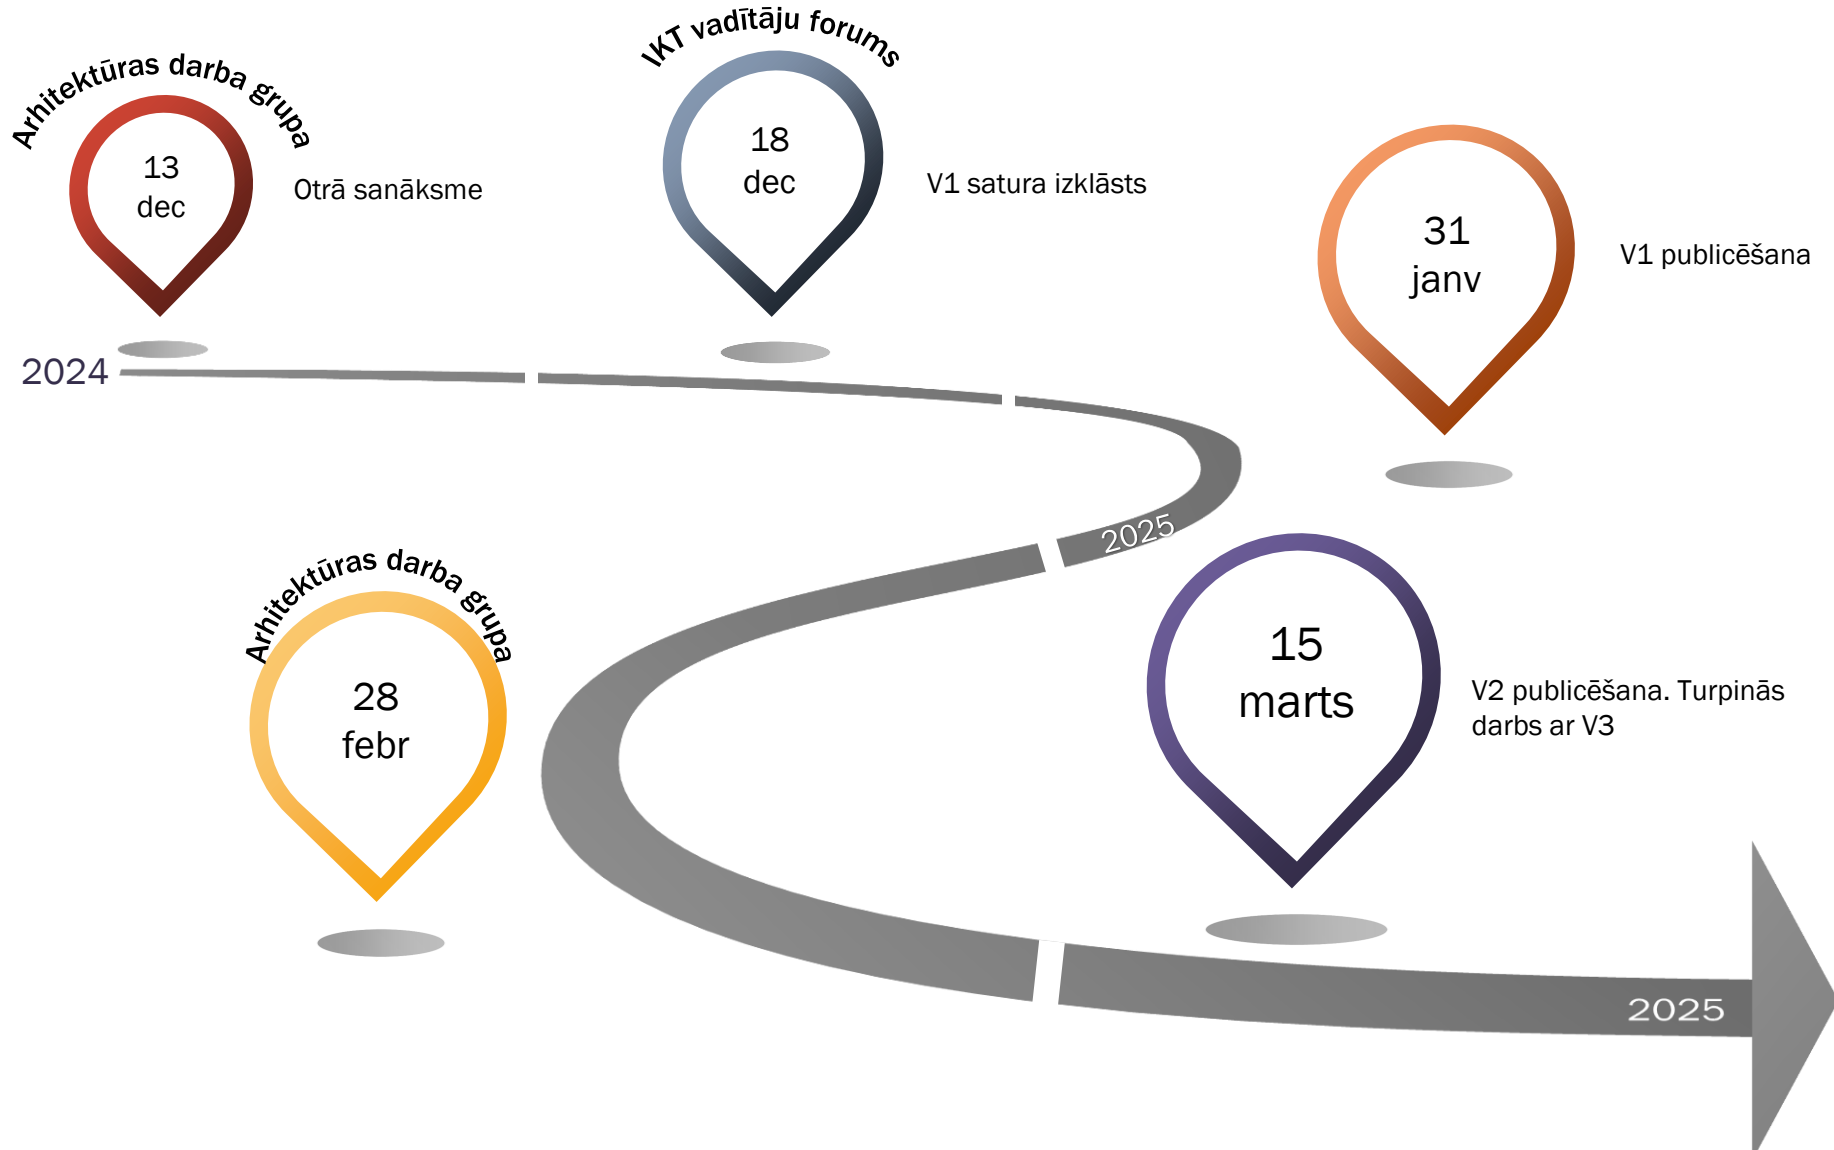 Arhitektūras darba grupa
13
dec
Otrā sanāksme
IKT vadītāju forums
18
dec
V1 satura izklāsts
31
janv
V1 publicēšana
2024
2025
Arhitektūras darba grupa
28
febr
15
marts
V2 publicēšana. Turpinās
darbs ar V3
2025